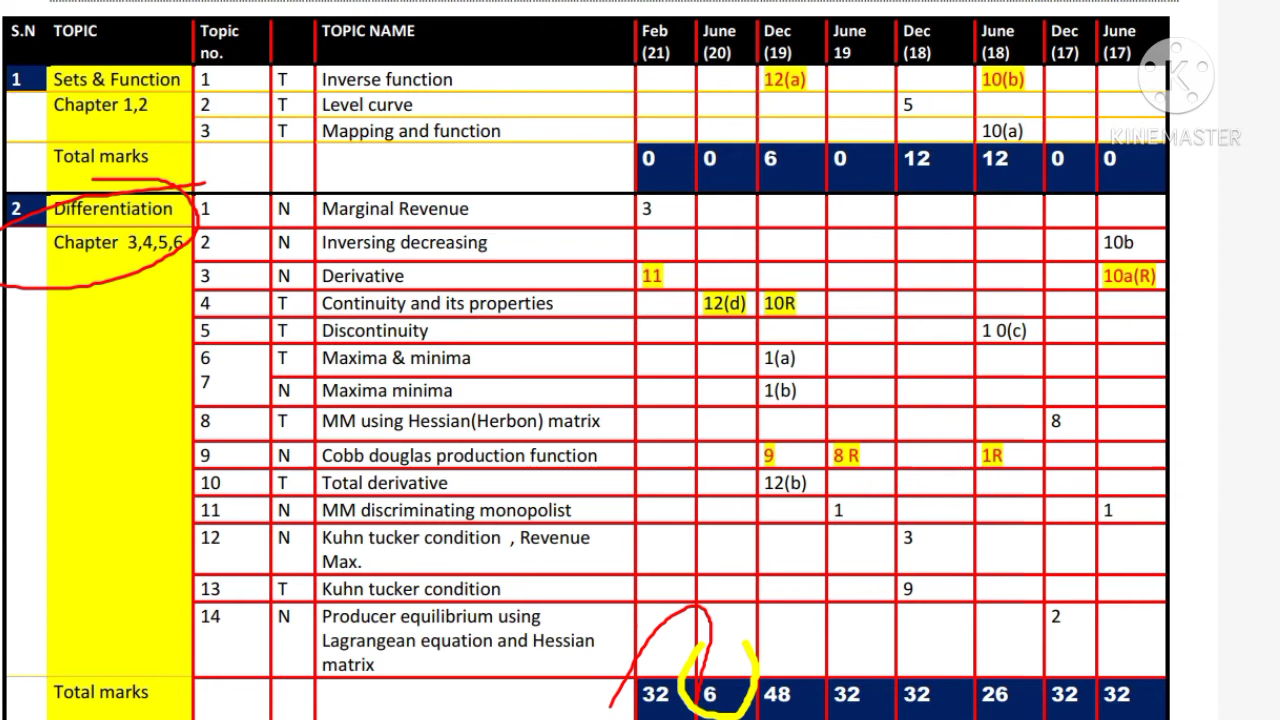 S.N TOPIC Topic no. TOPIC NAME Feb (21) June (20) Dec (19) June 19 Dec (18) June (18) Dec (17) June (17)
1 Sets & Function 1 T Inverse function 12(a) 10(b)
Chapter 1,2 2 T Level curve 5
3 T Mapping and function 10(a)
Total marks 0 0 6 0 12 12 0 0
2 Differentiation 1 N Marginal Revenue 3
Chapter 3,4,5,6 2 N Inversing decreasing 10b
3 N Derivative 11 10a(R)
4 T Continuity and its properties 12(d) 10R
5 T Discontinuity 1 0(c)
6 T Maxima & minima 1(a)
7 N Maxima minima 1(b)
8 T MM using Hessian(Herbon) matrix 8
9 N Cobb douglas production function 9 8 R 1R
10 T Total derivative 12(b)
11 N MM discriminating monopolist 1 1
12 N Kuhn tucker condition , Revenue Max. 3
13 T Kuhn tucker condition 9
14 N Producer equilibrium using Lagrangean equation and Hessian matrix 2
Total marks 32 6 48 32 32 26 32 32
K
KINEMASTER